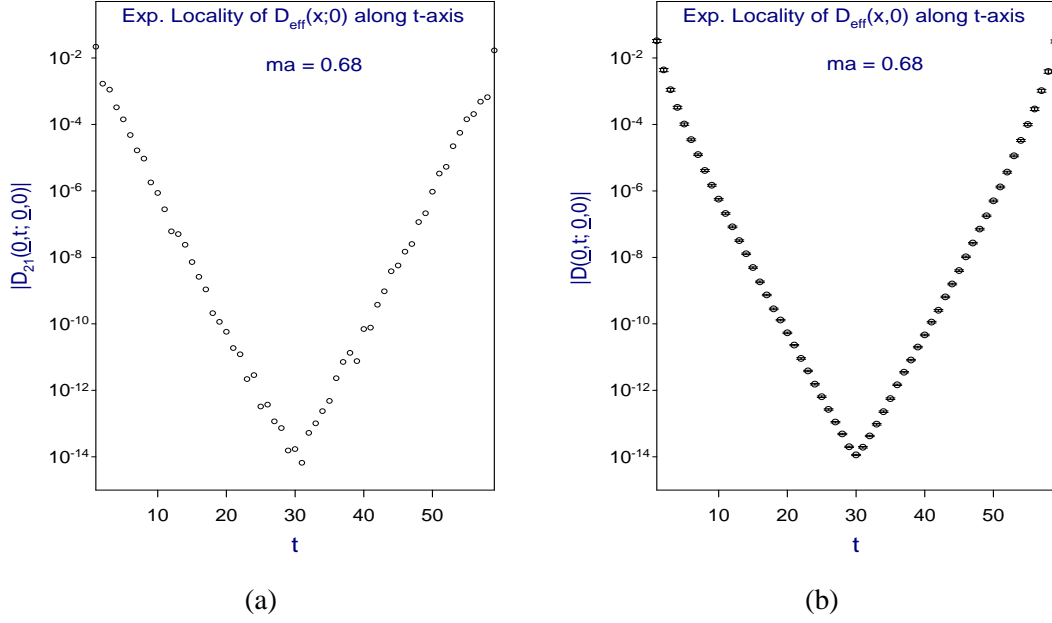 Exp. Locality of D_eff(x;0) along t-axis
ma = 0.68
|D_21(0,t; 0,0)|
10^-2
10^-4
10^-6
10^-8
10^-10
10^-12
10^-14
10 20 30 40 50
t
(a)
Exp. Locality of D_eff(x,0) along t-axis
ma = 0.68
|D(0,t; 0,0)|
10^-2
10^-4
10^-6
10^-8
10^-10
10^-12
10^-14
10 20 30 40 50
t
(b)